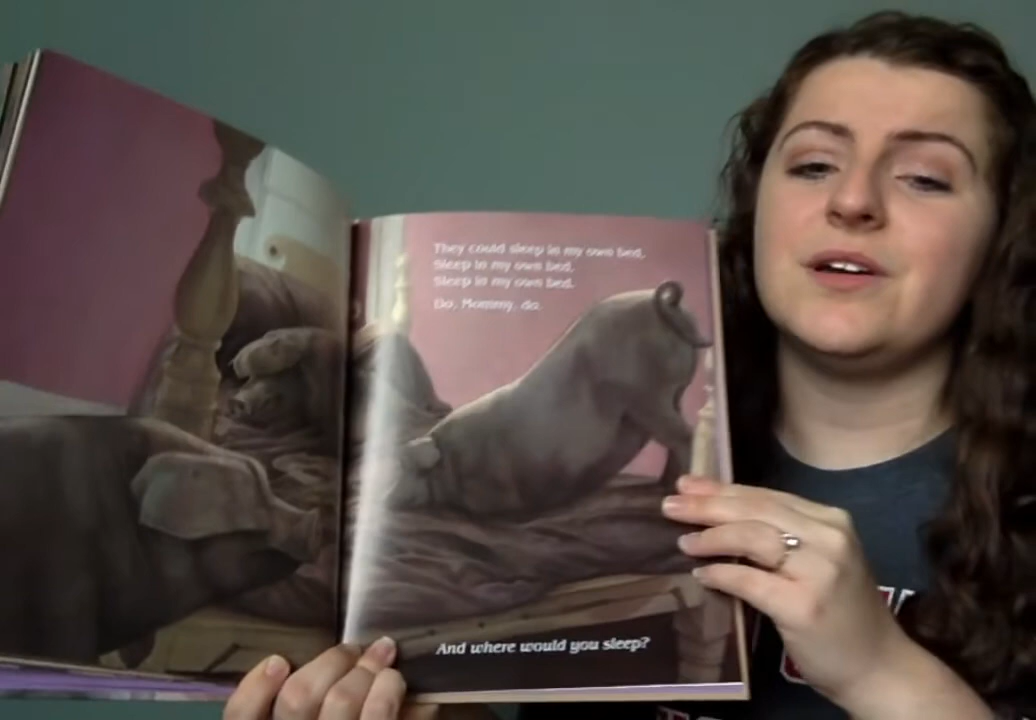 They could sleep in my own bed,
Sleep in my own bed,
Sleep in my own bed.
Do, Mommy, do.
And where would you sleep?